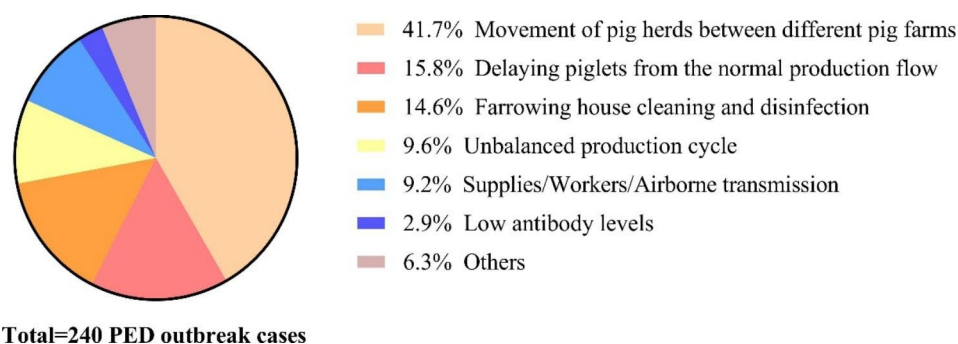 41.7% Movement of pig herds between different pig farms
15.8% Delaying piglets from the normal production flow
14.6% Farrowing house cleaning and disinfection
9.6% Unbalanced production cycle
9.2% Supplies/Workers/Airborne transmission
2.9% Low antibody levels
6.3% Others
Total=240 PED outbreak cases